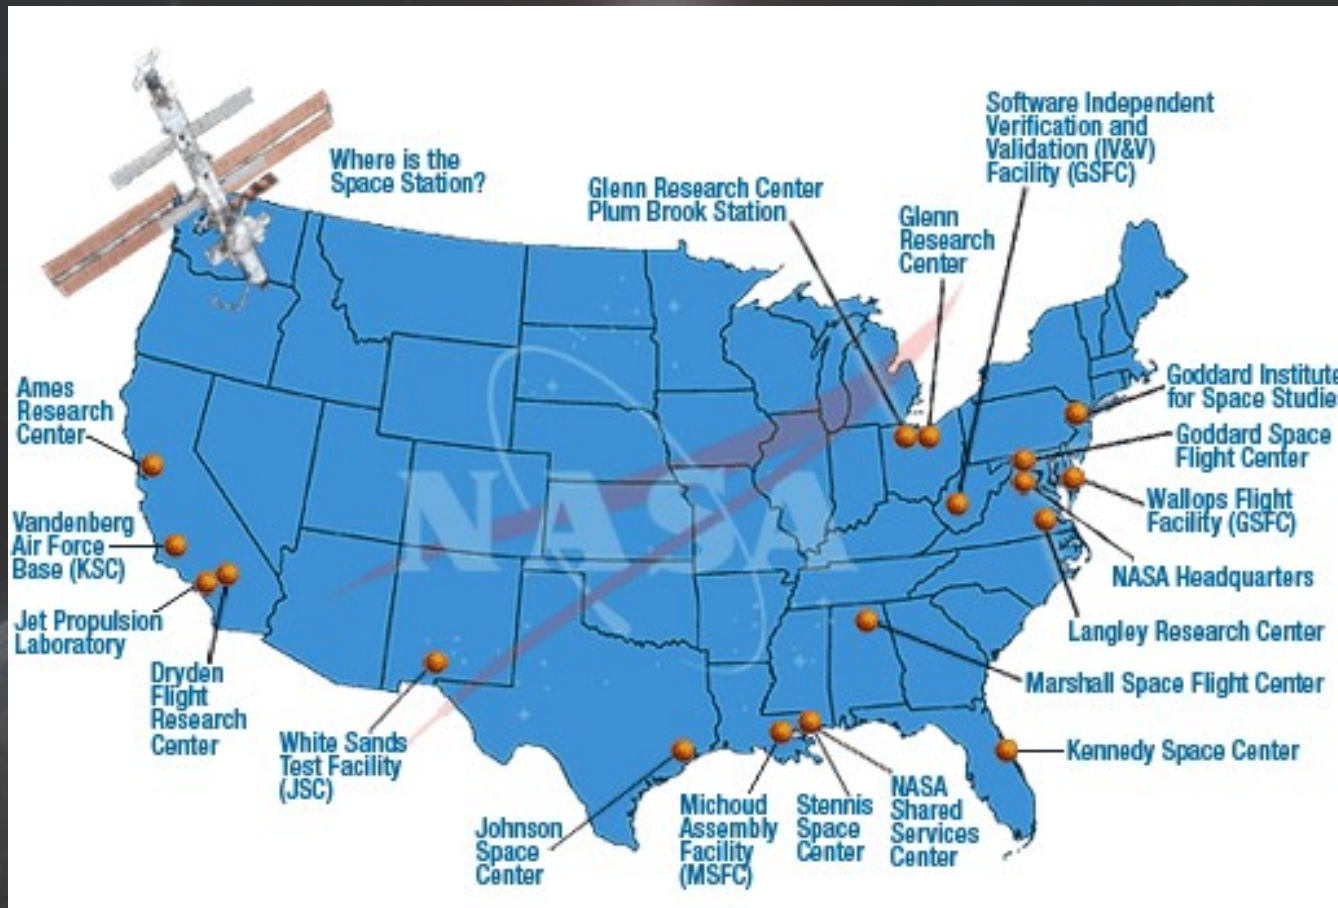 Where is the
Space Station?
Software Independent
Verification and
Validation (IV&V)
Facility (GSFC)
Glenn Research Center
Plum Brook Station
Glenn
Research
Center
Ames
Research
Center
Goddard Institute
for Space Studie
Goddard Space
Flight Center
Wallops Flight
Facility (GSFC)
Vandenberg
Air Force
Base (KSC)
NASA
NASA Headquarters
Jet Propulsion
Laboratory
Langley Research Center
Dryden
Flight
Research
Center
Marshall Space Flight Center
White Sands
Test Facility
(JSC)
Kennedy Space Center
Johnson
Space
Center
Michoud
Assembly
Facility
(MSFC)
Stennis
Space
Center
NASA
Shared
Services
Center